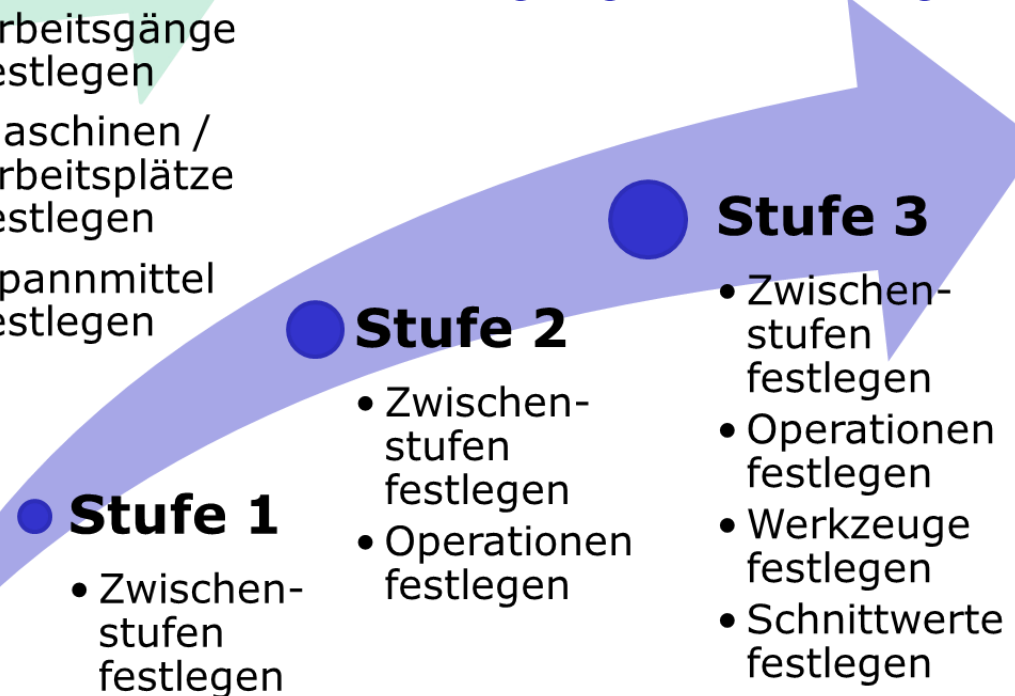 rbeitsgänge
estlegen
aschinen /
rbeitsplätze
estlegen
pannmittel
estlegen
Stufe 3
• Zwischen-
stufen
festlegen
• Operationen
festlegen
• Werkzeuge
festlegen
• Schnittwerte
festlegen
Stufe 2
• Zwischen-
stufen
festlegen
• Operationen
festlegen
Stufe 1
• Zwischen-
stufen
festlegen